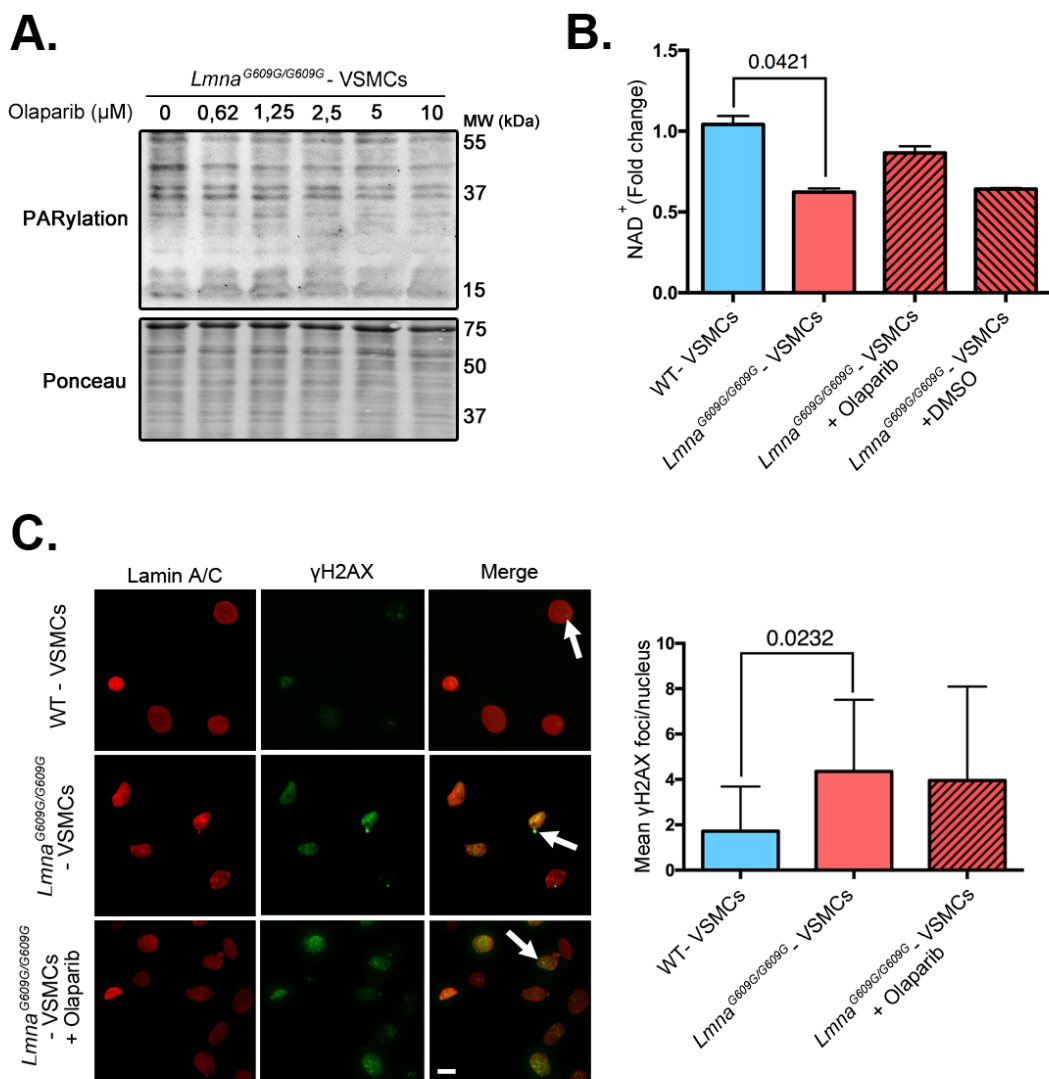 A.
Lmna^G609G/G609G - VSMCs
Olaparib (µM) 0 0,62 1,25 2,5 5 10 MW (kDa)
55
PARylation
37
15
75
Ponceau
50
37
B.
0.0421
NAD+ (Fold change)
1.5
1.0
0.5
0.0
WT- VSMCs
Lmna^G609G/G609G - VSMCs
Lmna^G609G/G609G - VSMCs
+ Olaparib
Lmna^G609G/G609G - VSMCs
+DMSO
C.
Lamin A/C γH2AX Merge
WT - VSMCs
Lmna^G609G/G609G
- VSMCs
Lmna^G609G/G609G
- VSMCs
+ Olaparib
0.0232
Mean γH2AX foci/nucleus
10
8
6
4
2
0
WT- VSMCs
Lmna^G609G/G609G - VSMCs
Lmna^G609G/G609G - VSMCs
+ Olaparib